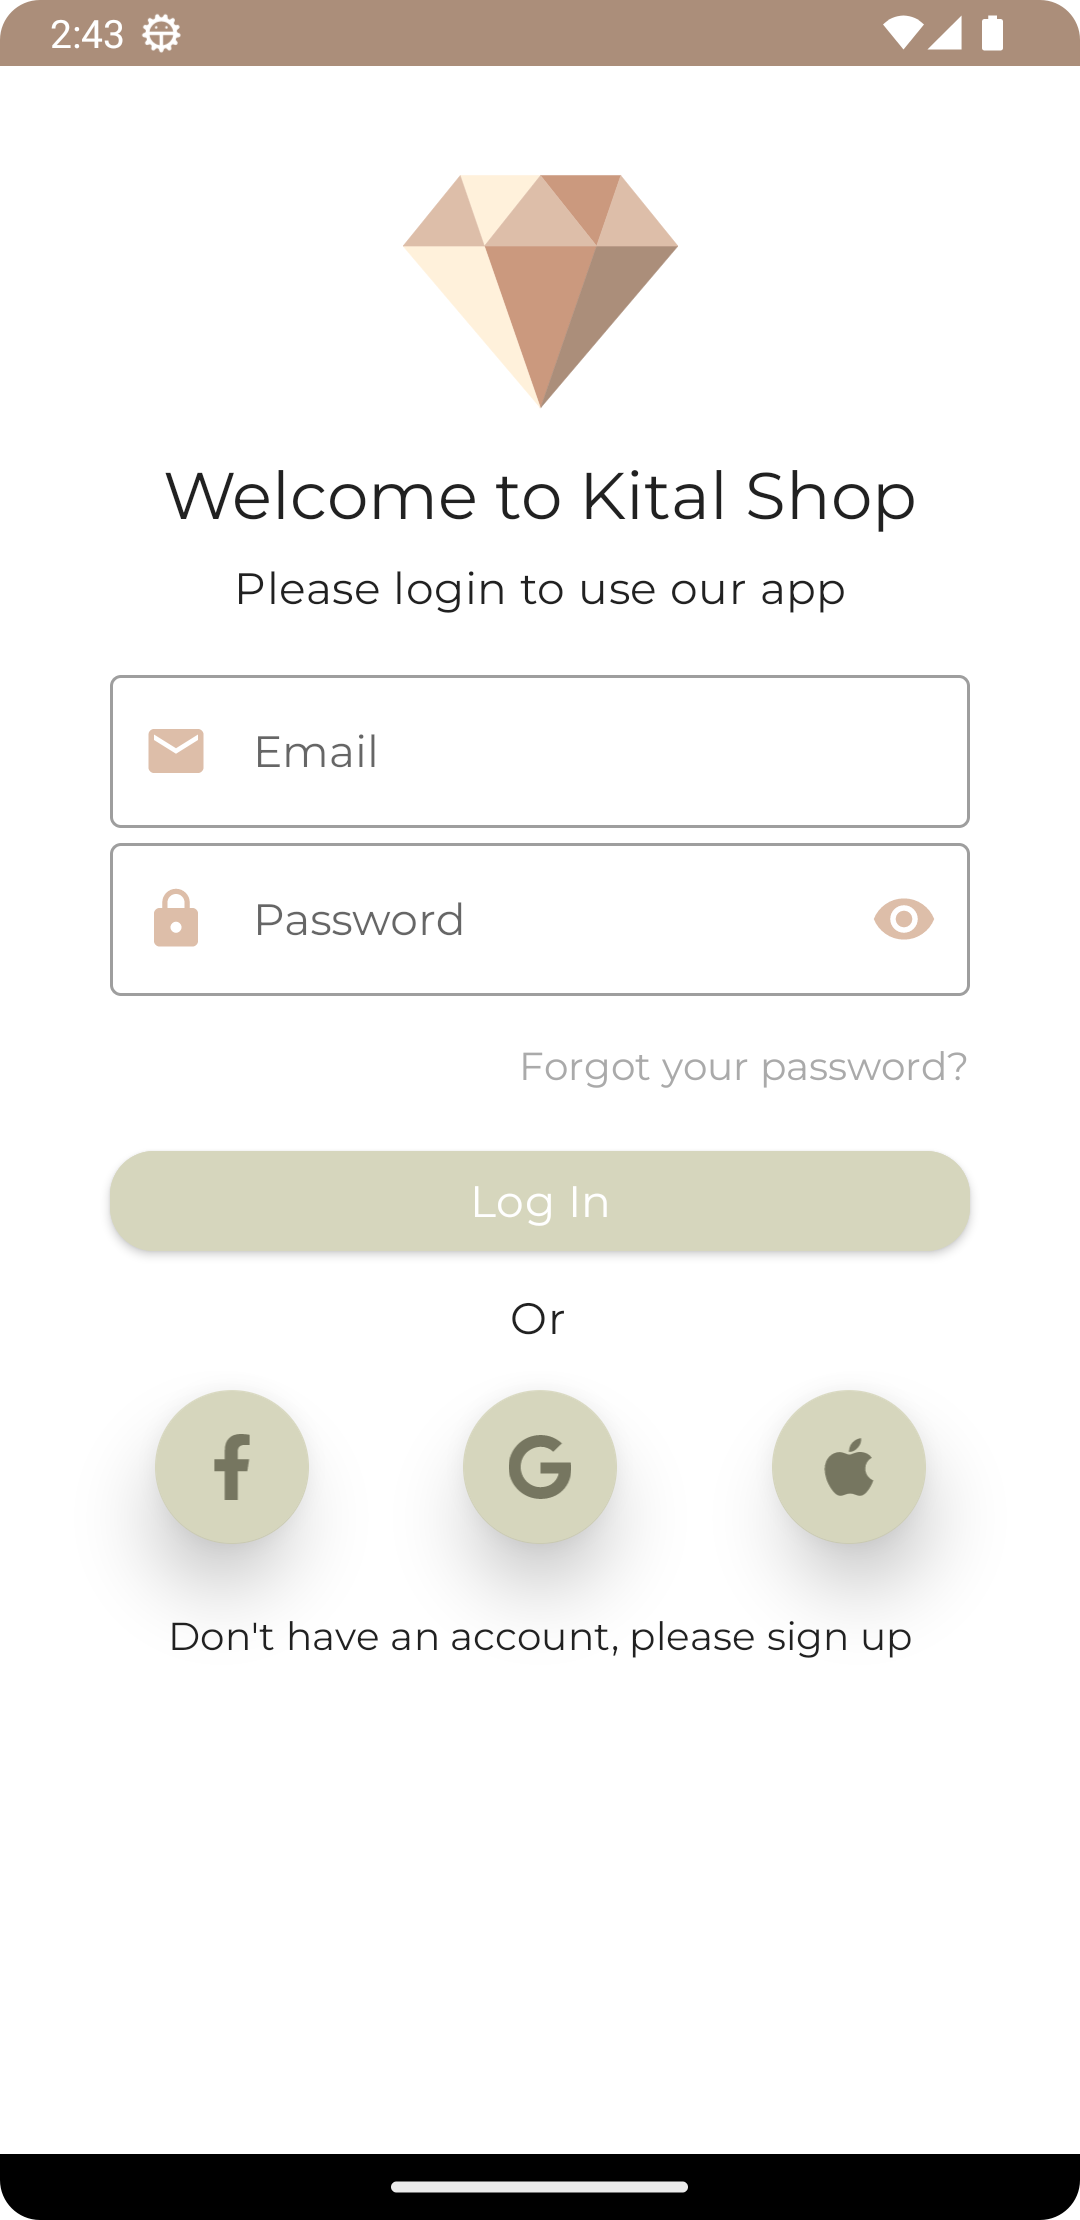 2:43
Welcome to Kital Shop
Please login to use our app
Email
Password
Forgot your password?
Log In
Or
Don't have an account, please sign up